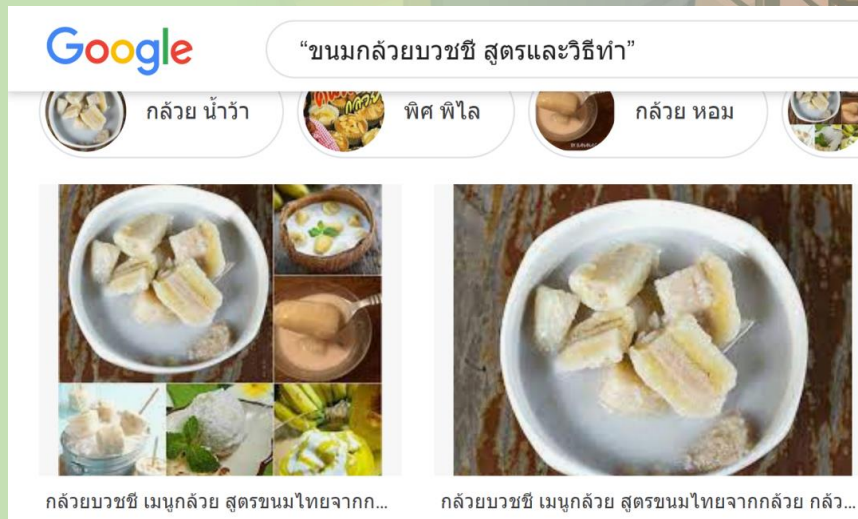 Google
“ขนมกล้วยบวชชี สูตรและวิธีทำ”
กล้วย น้ำว้า
พิศ พิไล
กล้วย หอม
กล้วยบวชชี เมนูกล้วย สูตรขนมไทยจากก...
กล้วยบวชชี เมนูกล้วย สูตรขนมไทยจากกล้วย กล้ว...